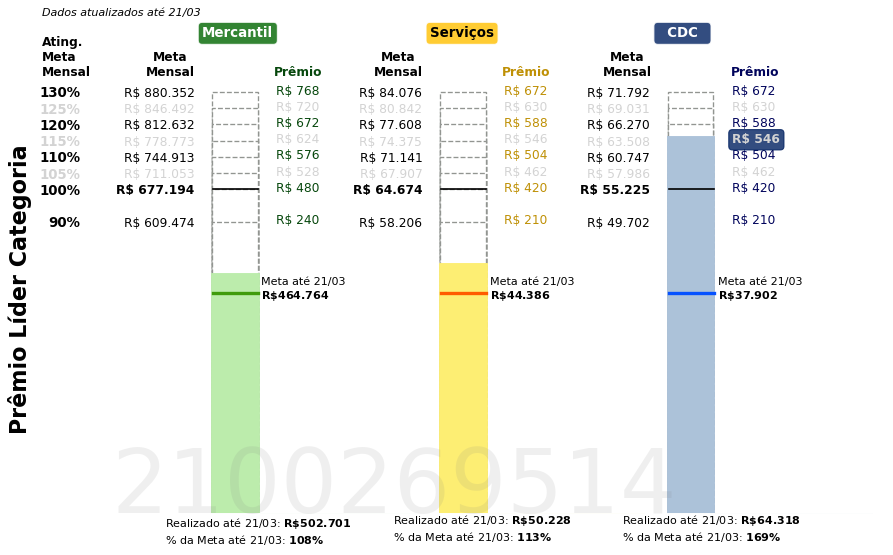 Dados atualizados até 21/03
Mercantil Serviços CDC
Ating. Meta Mensal Meta Mensal Prêmio Meta Mensal Prêmio Meta Mensal Prêmio
130% R$ 880.352 R$ 768 R$ 84.076 R$ 672 R$ 71.792 R$ 672
125% R$ 846.492 R$ 720 R$ 80.842 R$ 630 R$ 69.031 R$ 630
120% R$ 812.632 R$ 672 R$ 77.608 R$ 588 R$ 66.270 R$ 588
115% R$ 778.773 R$ 624 R$ 74.375 R$ 546 R$ 63.508 R$ 546
110% R$ 744.913 R$ 576 R$ 71.141 R$ 504 R$ 60.747 R$ 504
105% R$ 711.053 R$ 528 R$ 67.907 R$ 462 R$ 57.986 R$ 462
100% R$ 677.194 R$ 480 R$ 64.674 R$ 420 R$ 55.225 R$ 420
90% R$ 609.474 R$ 240 R$ 58.206 R$ 210 R$ 49.702 R$ 210
Meta até 21/03 Meta até 21/03 Meta até 21/03
R$464.764 R$44.386 R$37.902
Prêmio Líder Categoria
2100269514
Realizado até 21/03: R$502.701 Realizado até 21/03: R$50.228 Realizado até 21/03: R$64.318
% da Meta até 21/03: 108% % da Meta até 21/03: 113% % da Meta até 21/03: 169%